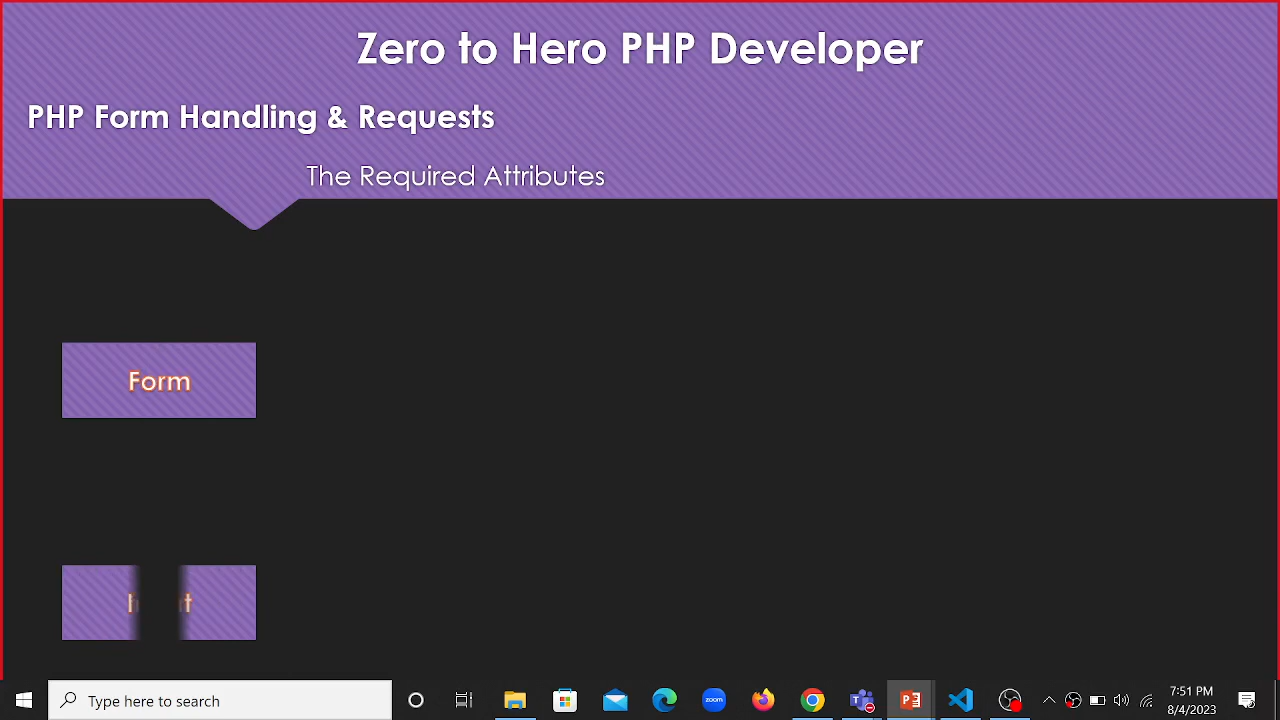 Zero to Hero PHP Developer
PHP Form Handling & Requests
The Required Attributes
Form
Type here to search
zoom
7:51 PM
8/4/2023